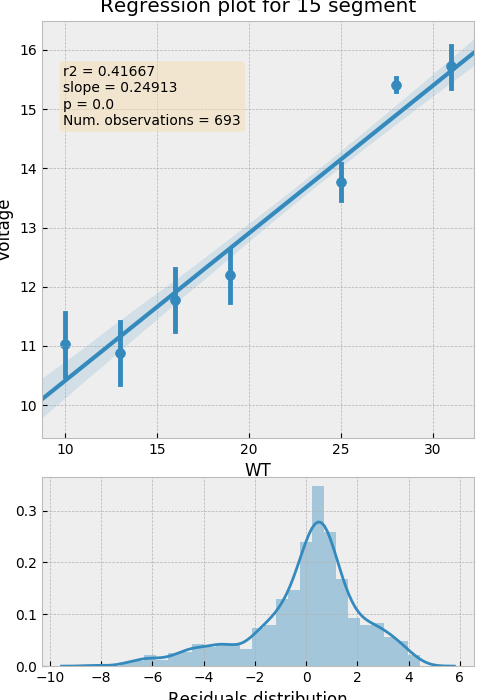 Regression plot for 15 segment
16
r2 = 0.41667
slope = 0.24913
p = 0.0
Num. observations = 693
15
14
13
Voltage
12
11
10
10 15 20 25 30
WT
0.3
0.2
0.1
0.0
−10 −8 −6 −4 −2 0 2 4 6
Residuals distribution